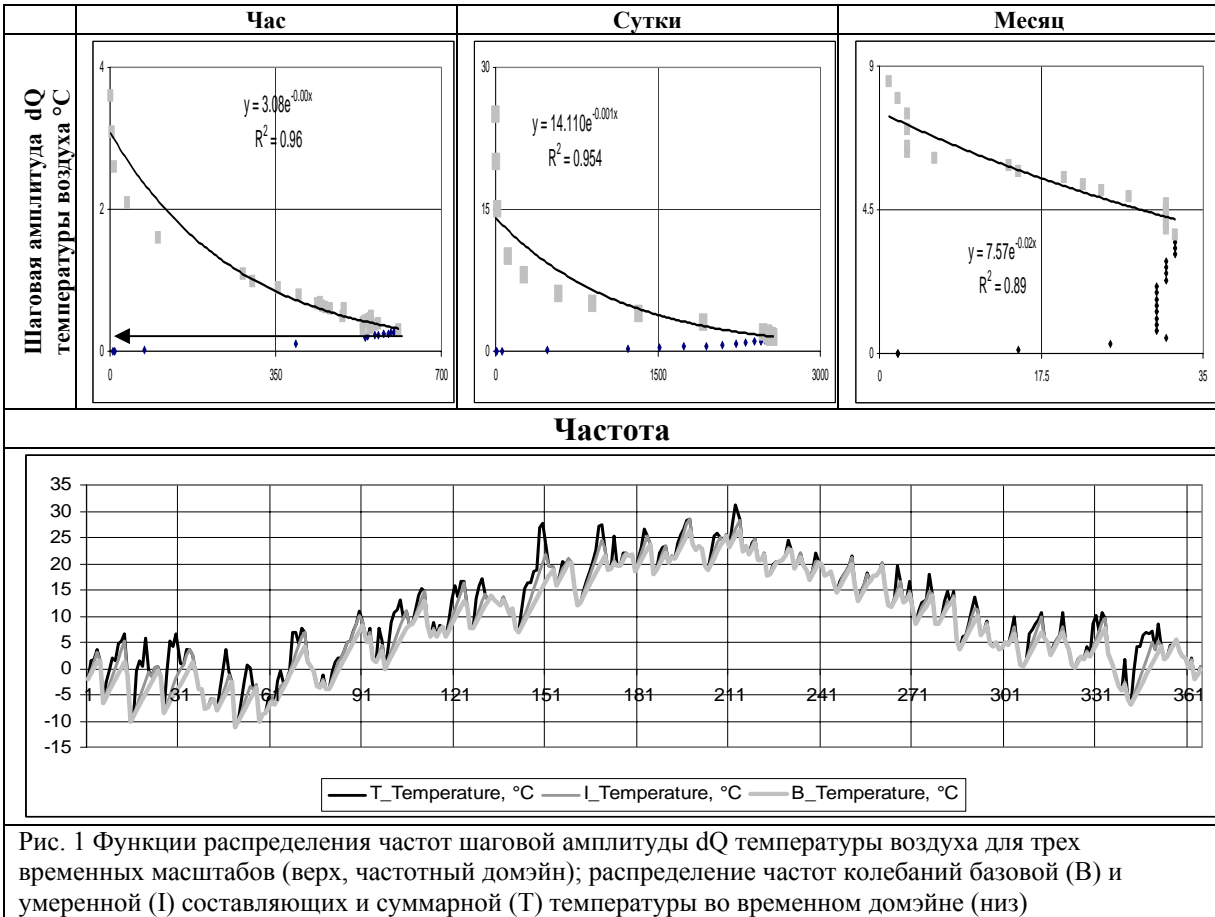 Час
Сутки
Месяц
Шаговая амплитуда dQ
температуры воздуха °C
4
2
0
0
350
700
y = 3.08e^-0.00x
R² = 0.96
30
15
0
0
1500
3000
y = 14.110e^-0.001x
R² = 0.954
9
4.5
0
0
17.5
35
y = 7.57e^-0.02x
R² = 0.89
Частота
35
30
25
20
15
10
5
0
-5
-10
-15
1
31
61
91
121
151
181
211
241
271
301
331
361
T_Temperature, °C
I_Temperature, °C
B_Temperature, °C
Рис. 1 Функции распределения частот шаговой амплитуды dQ температуры воздуха для трех
временных масштабов (верх, частотный домэйн); распределение частот колебаний базовой (B) и
умеренной (I) составляющих и суммарной (T) температуры во временном домэйне (низ)